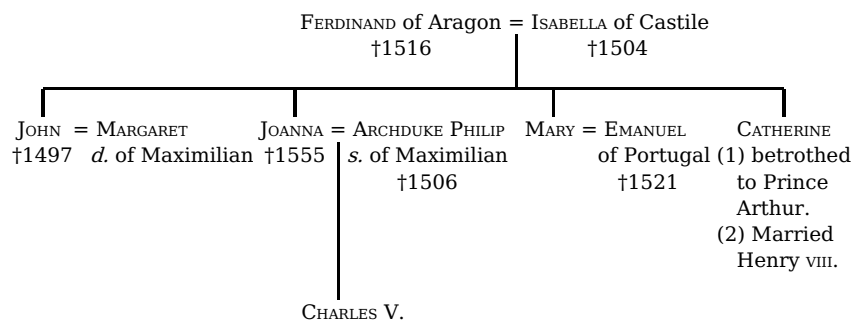 FERDINAND of Aragon = ISABELLA of Castile
†1516 †1504
JOHN = MARGARET JOANNA = ARCHDUKE PHILIP MARY = EMANUEL CATHERINE
†1497 d. of Maximilian †1555 s. of Maximilian of Portugal (1) betrothed
†1506 †1521 to Prince
Arthur.
(2) Married
Henry VIII.
CHARLES V.